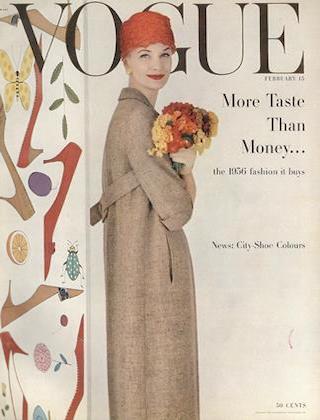 VOGUE
FEBRUARY 15
More Taste
Than
Money...
the 1956 fashion it buys
News: City-Shoe Colours
50 CENTS